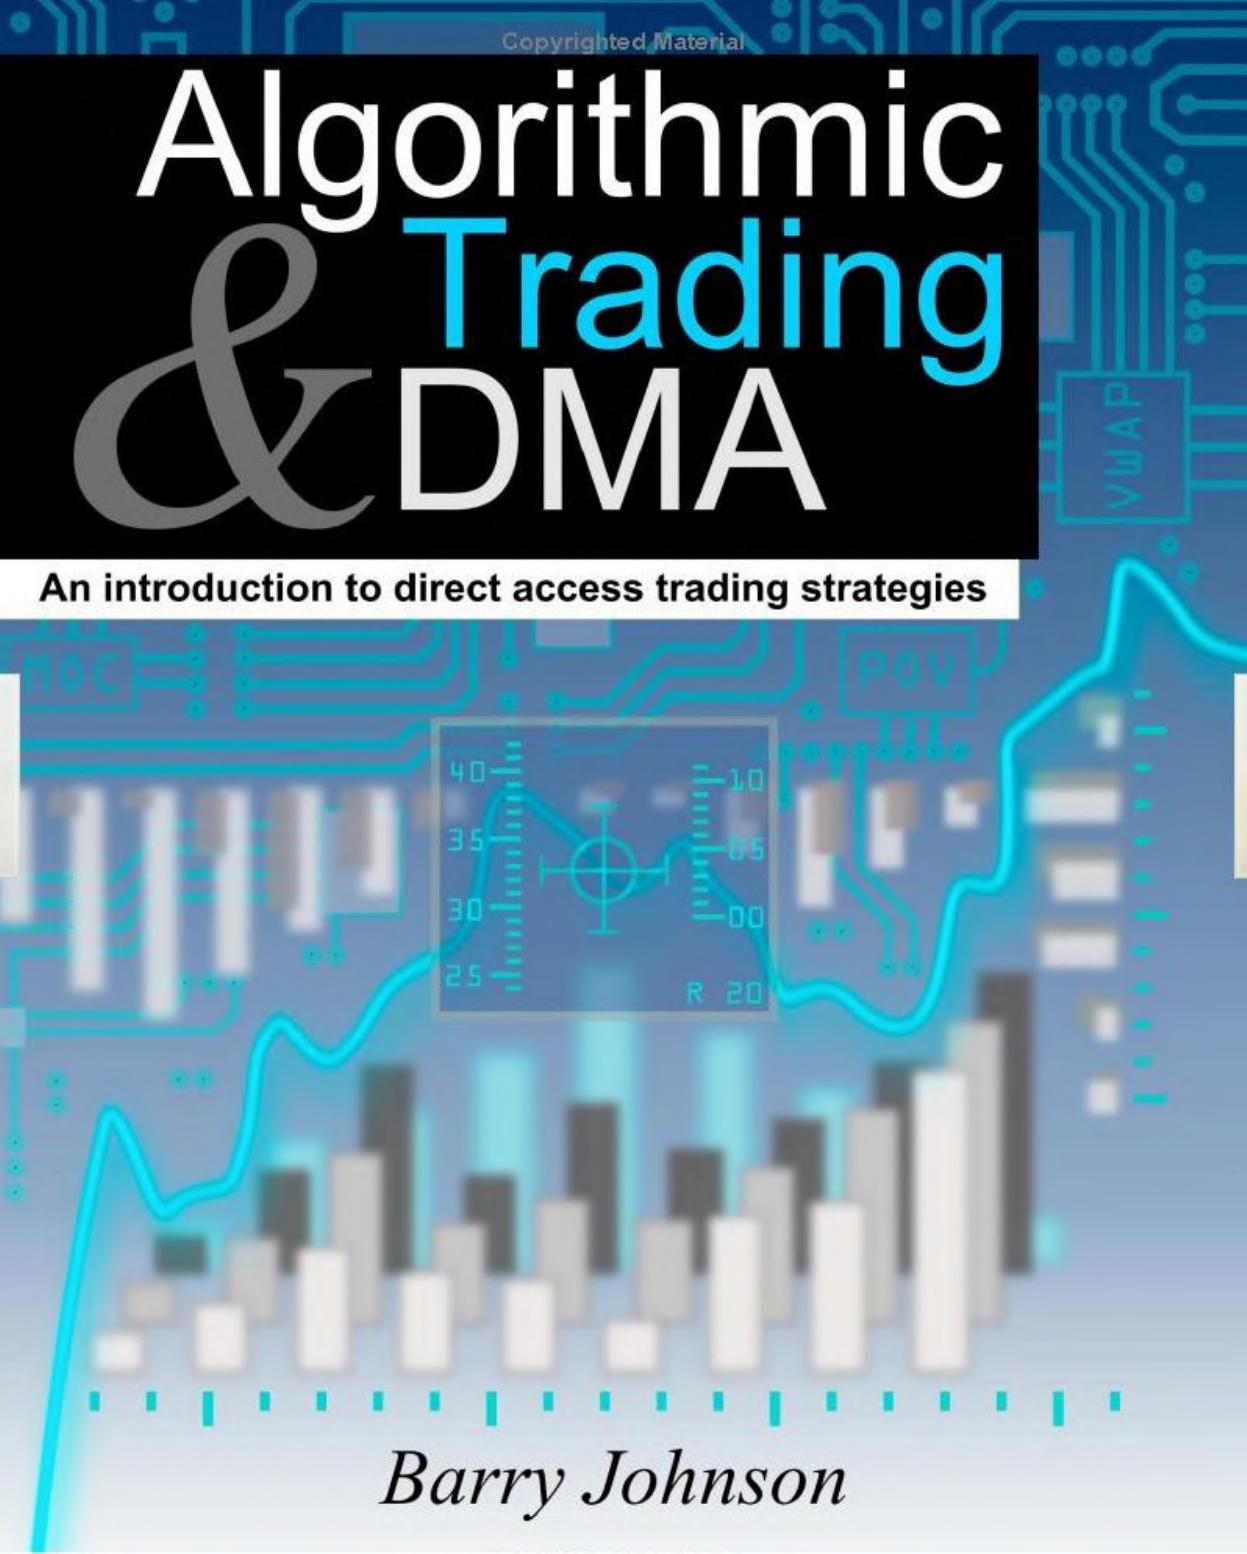 Copyrighted Material
Algorithmic
Trading
& DMA
An introduction to direct access trading strategies
VWAP
MOC
POV
40
35
30
25
10
05
00
R 20
Barry Johnson